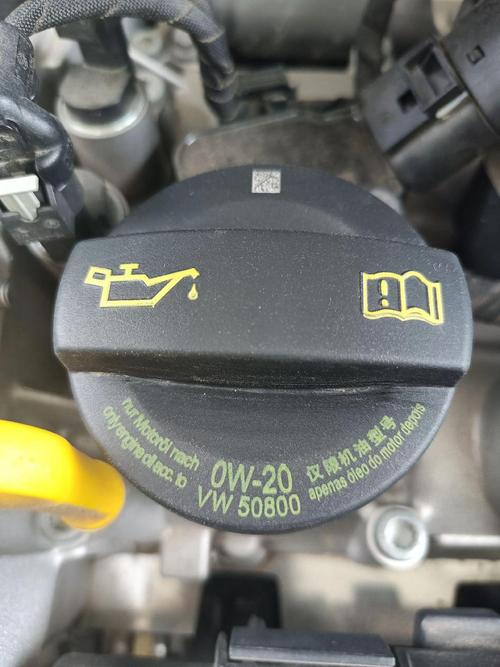 nur Motoröl nach
only engine oil acc. to
0W-20
VW 50800
仅限机油型号
apenas óleo do motor depois